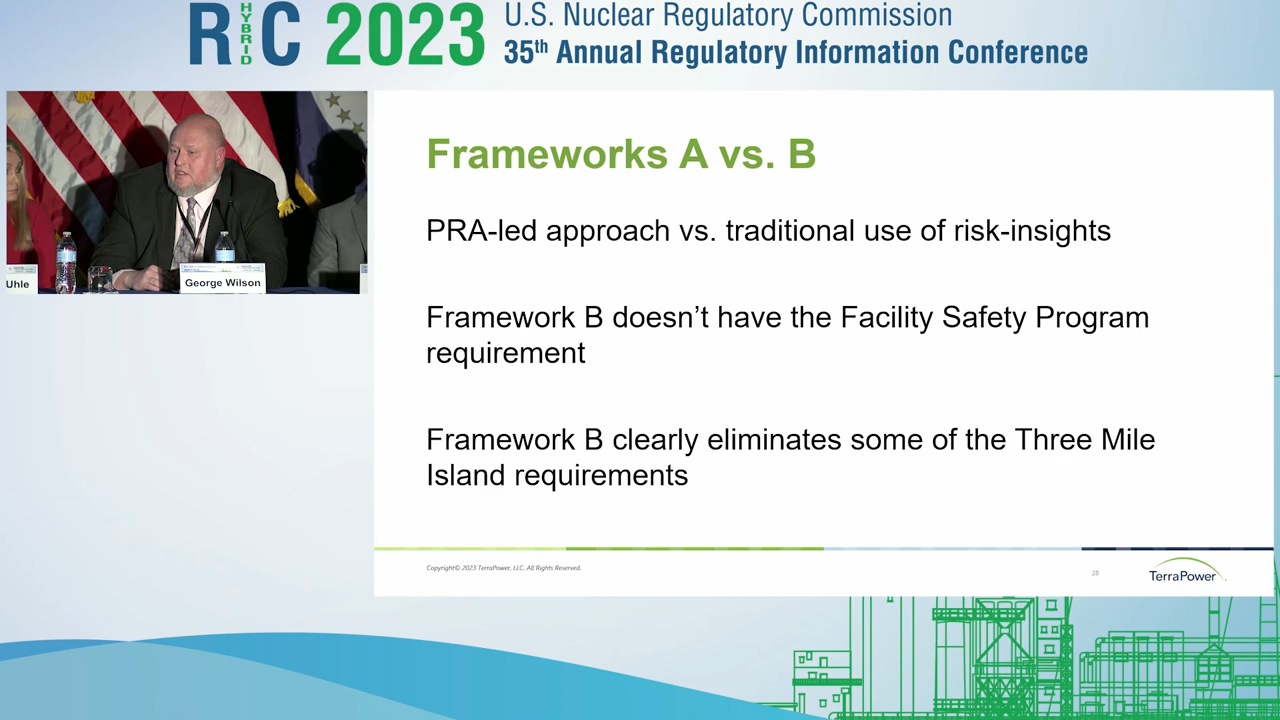 RIC 2023
HYBRID
U.S. Nuclear Regulatory Commission
35th Annual Regulatory Information Conference
Uhle
George Wilson
Frameworks A vs. B
PRA-led approach vs. traditional use of risk-insights
Framework B doesn’t have the Facility Safety Program
requirement
Framework B clearly eliminates some of the Three Mile
Island requirements
Copyright© 2023 TerraPower, LLC. All Rights Reserved.
28
TerraPower